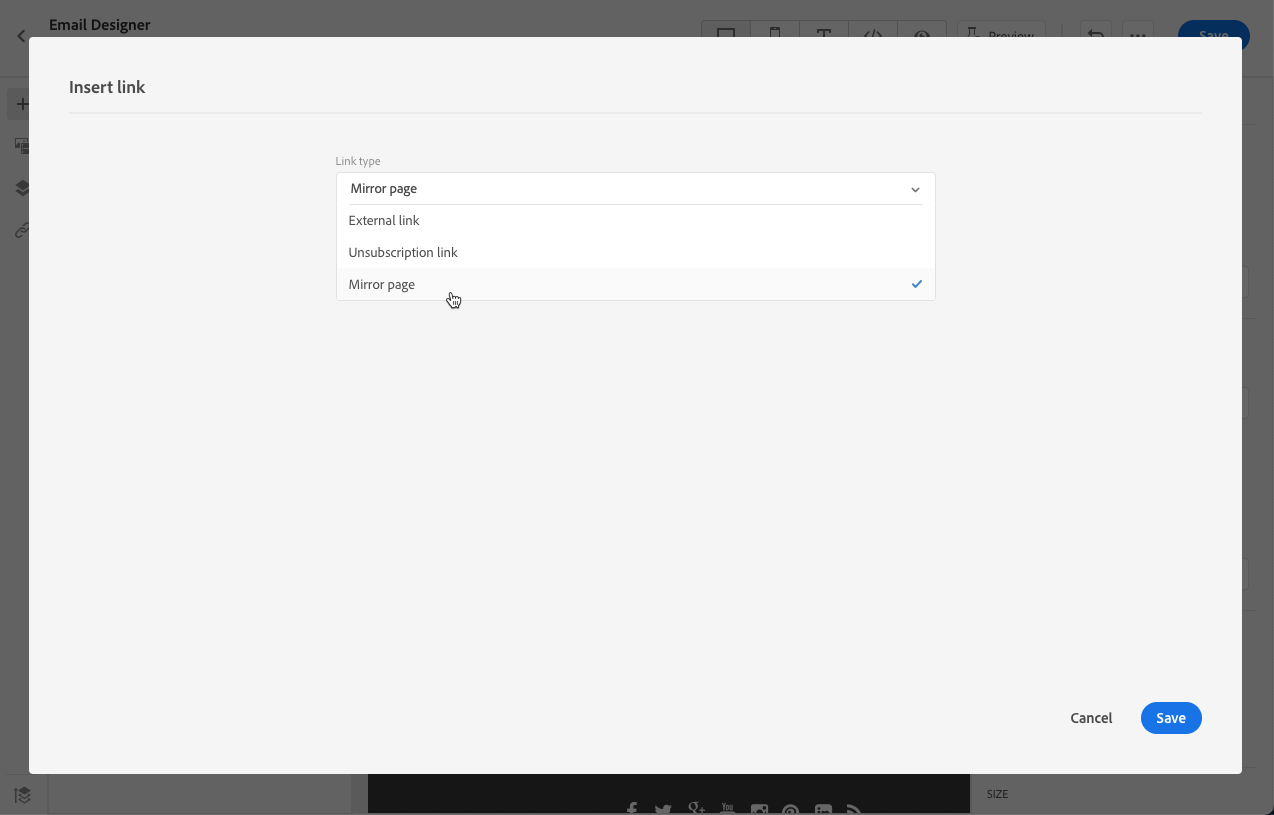 Email Designer
Preview
Save
Insert link
Link type
Mirror page
External link
Unsubscription link
Mirror page
Cancel
Save
SIZE
You